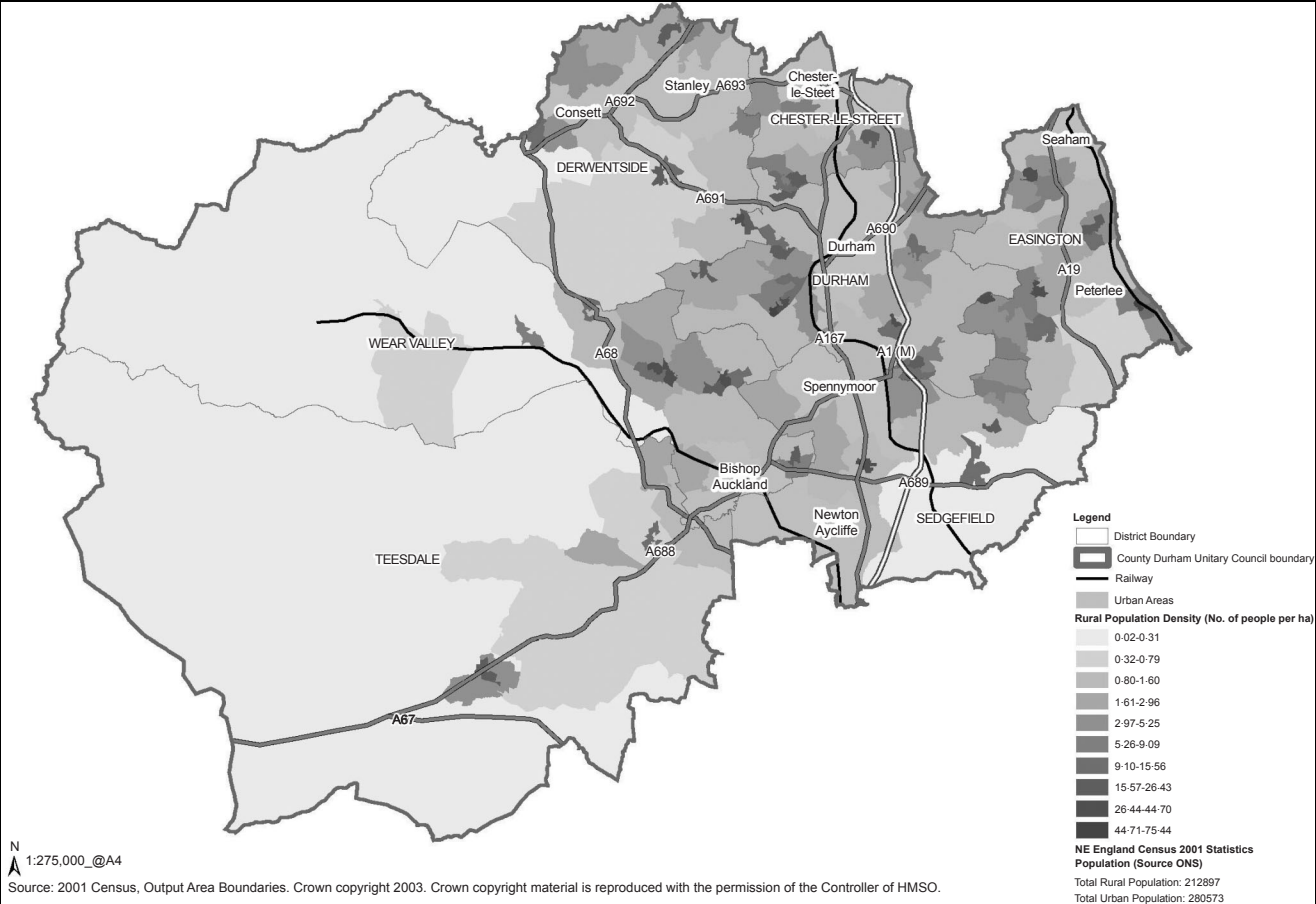 Stanley
A693
Chester-
le-Steet
A692
Consett
CHESTER-LE-STREET
Seaham
DERWENTSIDE
A691
A690
Durham
EASINGTON
DURHAM
A19
Peterlee
WEAR VALLEY
A68
A167
A1 (M)
Spennymoor
Bishop
Auckland
A689
Newton
Aycliffe
SEDGEFIELD
A688
TEESDALE
A67
Legend
District Boundary
County Durham Unitary Council boundary
Railway
Urban Areas
Rural Population Density (No. of people per ha)
0·02-0·31
0·32-0·79
0·80-1·60
1·61-2·96
2·97-5·25
5·26-9·09
9·10-15·56
15·57-26·43
26·44-44·70
44·71-75·44
NE England Census 2001 Statistics
Population (Source ONS)
Total Rural Population: 212897
Total Urban Population: 280573
N
1:275,000_@A4
Source: 2001 Census, Output Area Boundaries. Crown copyright 2003. Crown copyright material is reproduced with the permission of the Controller of HMSO.